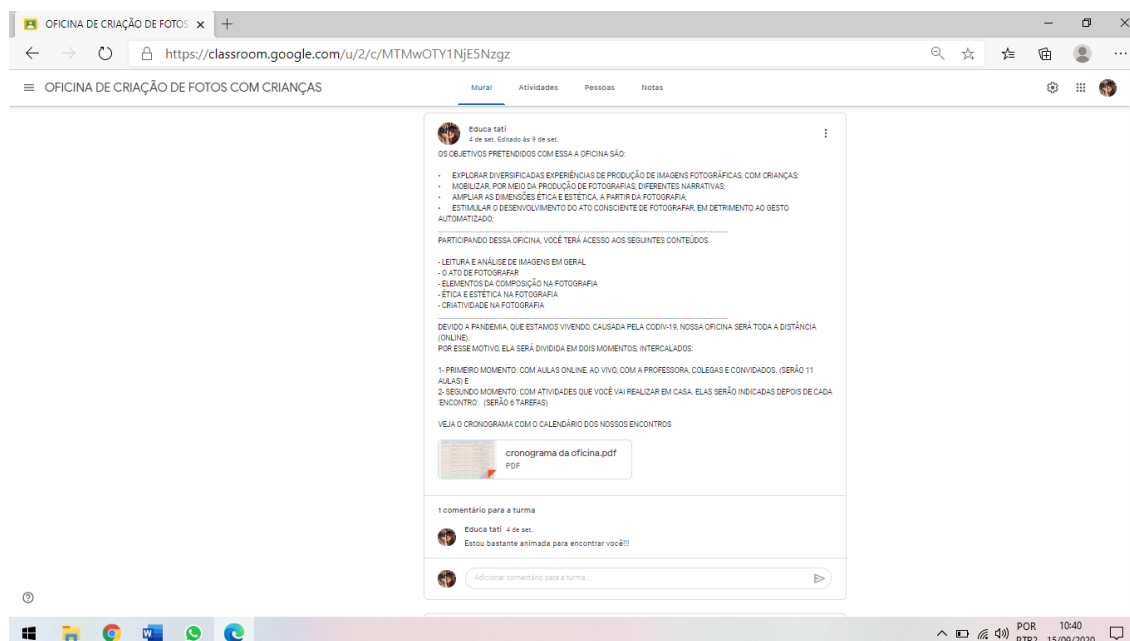 OFICINA DE CRIAÇÃO DE FOTOS
https://classroom.google.com/u/2/c/MTMwOTY1NjE5Nzgz
OFICINA DE CRIAÇÃO DE FOTOS COM CRIANÇAS
Mural Atividades Pessoas Notas
Educa tati
4 de set. Editado às 9 de set.
OS OBJETIVOS PRETENDIDOS COM ESSA A OFICINA SÃO:
- EXPLORAR DIVERSIFICADAS EXPERIÊNCIAS DE PRODUÇÃO DE IMAGENS FOTOGRÁFICAS, COM CRIANÇAS;
- MOBILIZAR, POR MEIO DA PRODUÇÃO DE FOTOGRAFIAS, DIFERENTES NARRATIVAS;
- AMPLIAR AS DIMENSÕES ÉTICA E ESTÉTICA, A PARTIR DA FOTOGRAFIA;
- ESTIMULAR O DESENVOLVIMENTO DO ATO CONSCIENTE DE FOTOGRAFAR, EM DETRIMENTO AO GESTO
AUTOMATIZADO;
PARTICIPANDO DESSA OFICINA, VOCÊ TERÁ ACESSO AOS SEGUINTES CONTEÚDOS.
- LEITURA E ANÁLISE DE IMAGENS EM GERAL
- O ATO DE FOTOGRAFAR
- ELEMENTOS DA COMPOSIÇÃO NA FOTOGRAFIA
- ÉTICA E ESTÉTICA NA FOTOGRAFIA
- CRIATIVIDADE NA FOTOGRAFIA
DEVIDO A PANDEMIA, QUE ESTAMOS VIVENDO, CAUSADA PELA CODIV-19, NOSSA OFICINA SERÁ TODA A DISTÂNCIA
(ONLINE).
POR ESSE MOTIVO, ELA SERÁ DIVIDIDA EM DOIS MOMENTOS, INTERCALADOS:
1- PRIMEIRO MOMENTO: COM AULAS ONLINE, AO VIVO, COM A PROFESSORA, COLEGAS E CONVIDADOS. (SERÃO 11
AULAS) E
2- SEGUNDO MOMENTO: COM ATIVIDADES QUE VOCÊ VAI REALIZAR EM CASA. ELAS SERÃO INDICADAS DEPOIS DE CADA
'ENCONTRO'. (SERÃO 6 TAREFAS)
VEJA O CRONOGRAMA COM O CALENDÁRIO DOS NOSSOS ENCONTROS
cronograma da oficina.pdf
PDF
1 comentário para a turma
Educa tati 4 de set.
Estou bastante animada para encontrar você!!!
Adicionar comentário para a turma...
POR 10:40
PTB2 15/09/2020